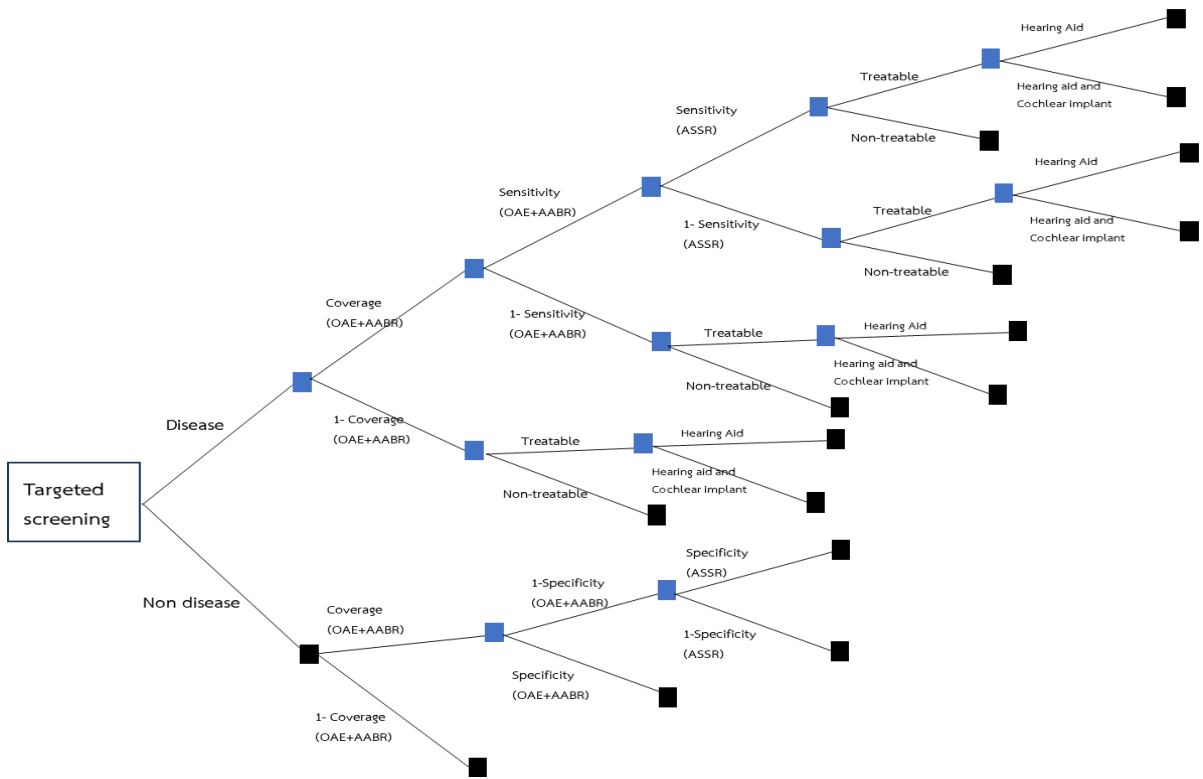 Hearing Aid
Treatable
Hearing aid and
Cochlear implant
Sensitivity
(ASSR)
Non-treatable
Hearing Aid
Sensitivity
(OAE+AABR)
Treatable
1- Sensitivity
(ASSR)
Hearing aid and
Cochlear implant
Non-treatable
Coverage
(OAE+AABR)
1- Sensitivity
(OAE+AABR)
Treatable
Hearing Aid
Hearing aid and
Cochlear implant
Non-treatable
Disease
1- Coverage
(OAE+AABR)
Treatable
Hearing Aid
Hearing aid and
Cochlear implant
Non-treatable
Targeted
screening
Non disease
Coverage
(OAE+AABR)
1-Specificity
(OAE+AABR)
Specificity
(ASSR)
1-Specificity
(ASSR)
Specificity
(OAE+AABR)
1- Coverage
(OAE+AABR)